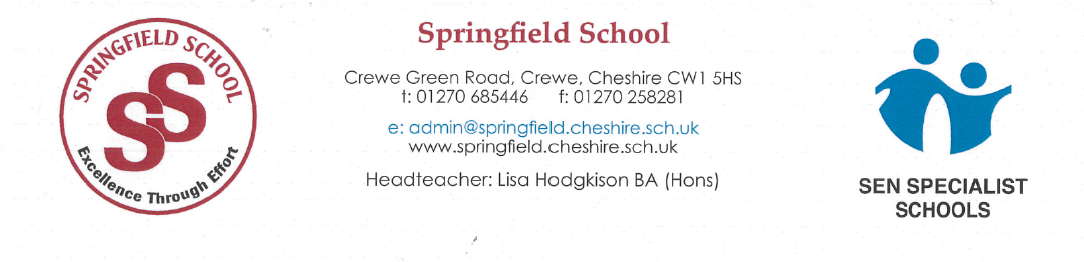 SPRINGFIELD SCHOOL
SS
Excellence Through Effort
Springfield School
Crewe Green Road, Crewe, Cheshire CW1 5HS
t: 01270 685446 f: 01270 258281
e: admin@springfield.cheshire.sch.uk
www.springfield.cheshire.sch.uk
Headteacher: Lisa Hodgkison BA (Hons)
SEN SPECIALIST
SCHOOLS